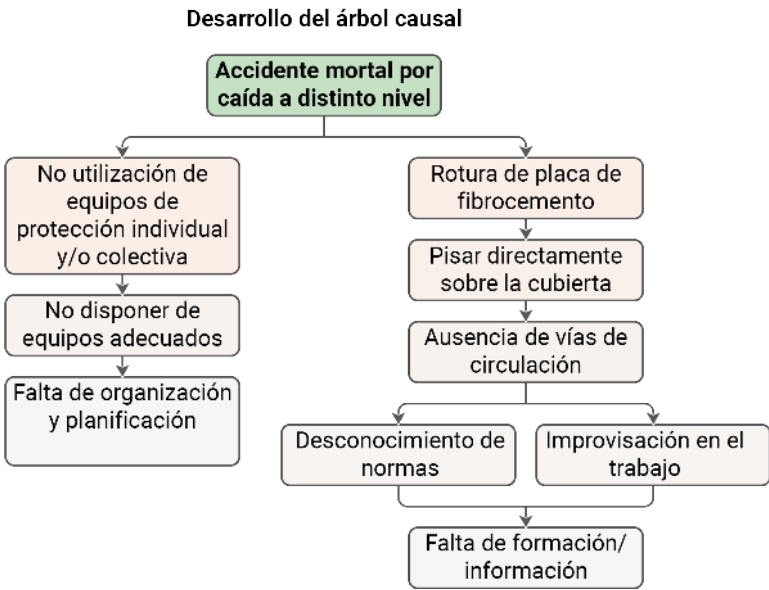 Desarrollo del árbol causal
Accidente mortal por
caída a distinto nivel
No utilización de
equipos de
protección individual
y/o colectiva
No disponer de
equipos adecuados
Falta de organización
y planificación
Rotura de placa de
fibrocemento
Pisar directamente
sobre la cubierta
Ausencia de vías de
circulación
Desconocimiento de
normas
Improvisación en el
trabajo
Falta de formación/
información